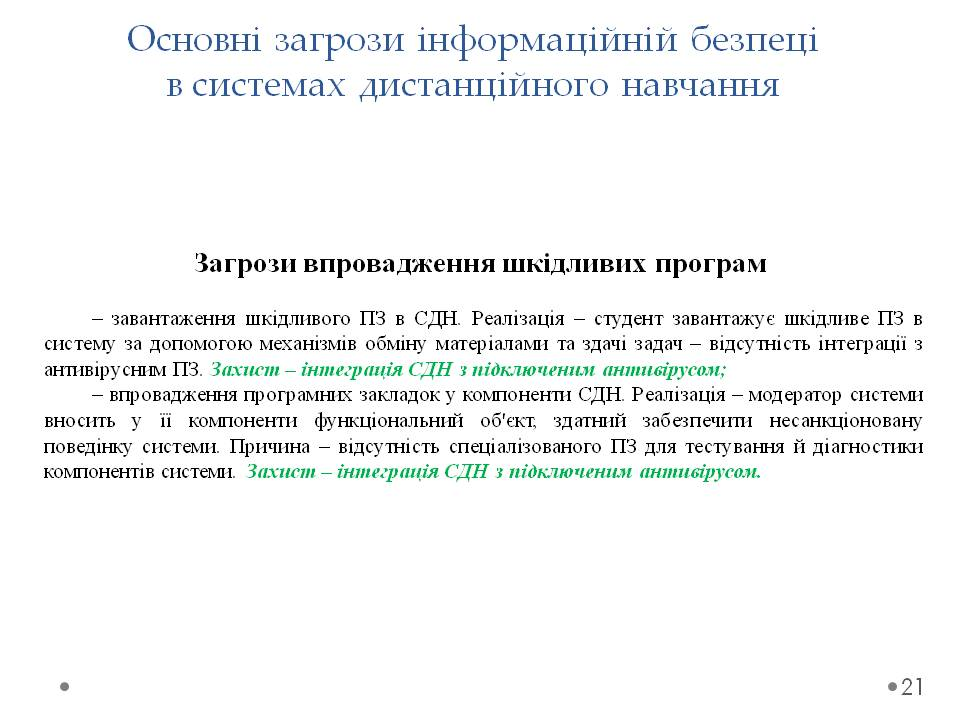 Основні загрози інформаційній безпеці
в системах дистанційного навчання
Загрози впровадження шкідливих програм
– завантаження шкідливого ПЗ в СДН. Реалізація – студент завантажує шкідливе ПЗ в
систему за допомогою механізмів обміну матеріалами та здачі задач – відсутність інтеграції з
антивірусним ПЗ. Захист – інтеграція СДН з підключеним антивірусом;
– впровадження програмних закладок у компоненти СДН. Реалізація – модератор системи
вносить у її компоненти функціональний об'єкт, здатний забезпечити несанкціоновану
поведінку системи. Причина – відсутність спеціалізованого ПЗ для тестування й діагностики
компонентів системи. Захист – інтеграція СДН з підключеним антивірусом.
21